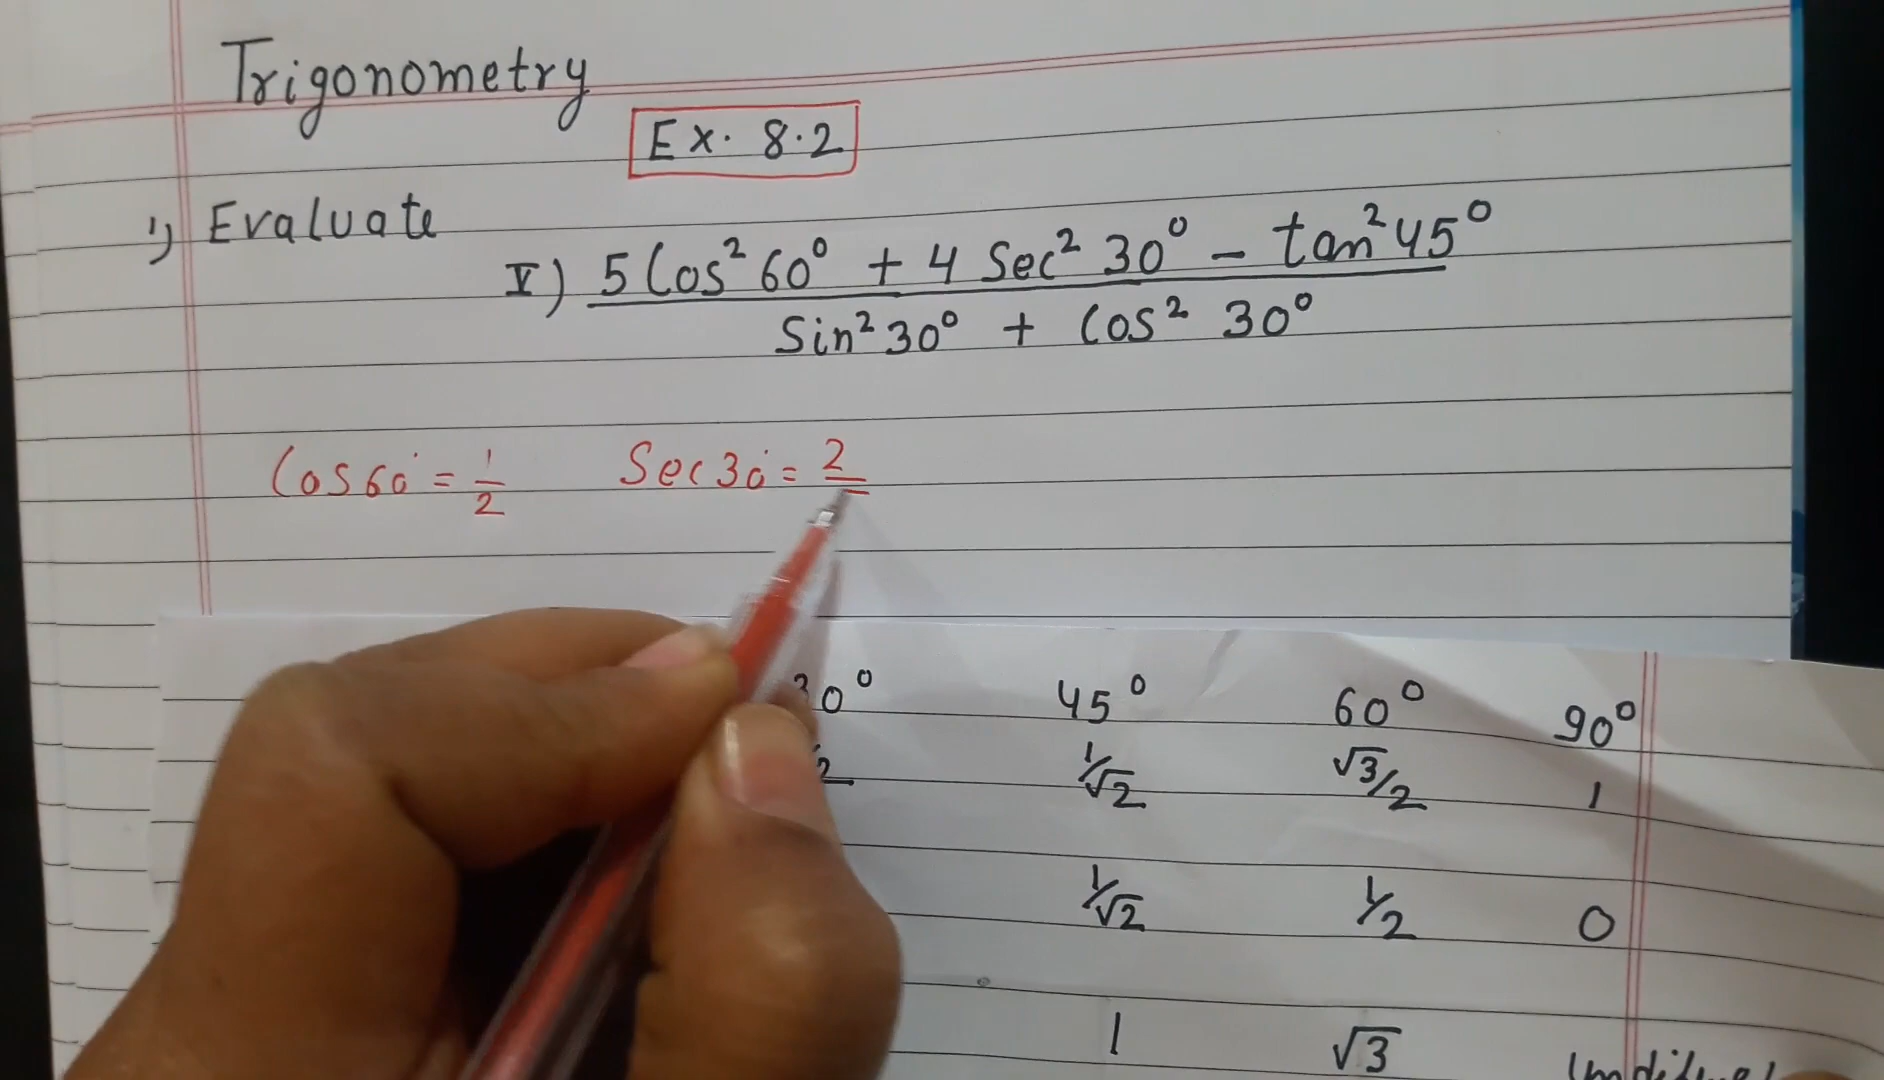 Trigonometry
Ex. 8.2
1) Evaluate
V) 5 Cos² 60° + 4 Sec² 30° - tan² 45°
Sin² 30° + Cos² 30°
Cos 60° = 1/2 Sec 30° = 2/
30° 45° 60° 90°
1/√2 √3/2 1
1/√2 1/2 0
1 √3